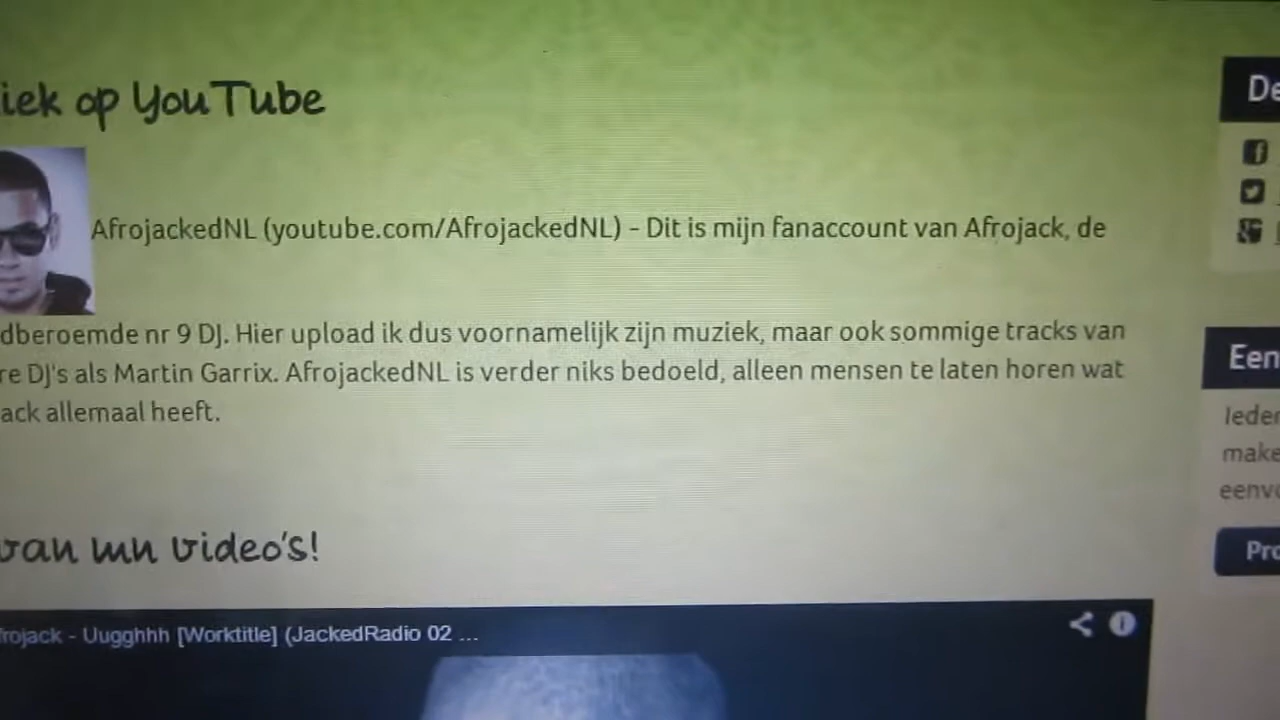 iek op YouTube
AfrojackedNL (youtube.com/AfrojackedNL) - Dit is mijn fanaccount van Afrojack, de
dberoemde nr 9 DJ. Hier upload ik dus voornamelijk zijn muziek, maar ook sommige tracks van
re DJ's als Martin Garrix. AfrojackedNL is verder niks bedoeld, alleen mensen te laten horen wat
ack allemaal heeft.
van mn video's!
frojack - Uugghhh [Worktitle] (JackedRadio 02 ...
De
Een
Ieder
make
eenvo
Pro